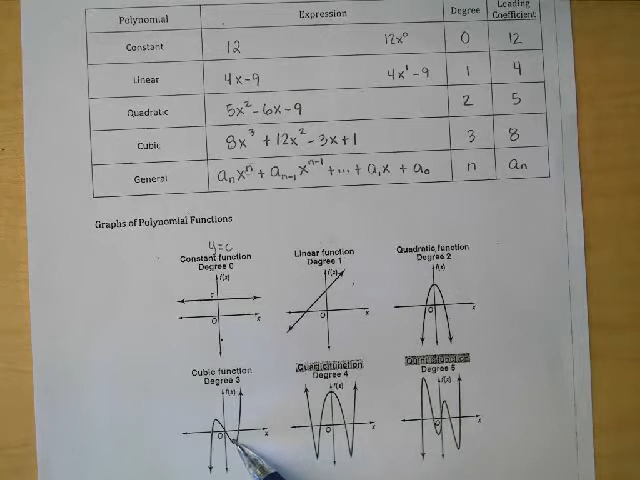 Polynomial Expression Degree Leading Coefficient
Constant 12 12x⁰ 0 12
Linear 4x-9 4x¹-9 1 4
Quadratic 5x²-6x-9 2 5
Cubic 8x³+12x²-3x+1 3 8
General aₙxⁿ + aₙ₋₁xⁿ⁻¹ + ... + a₁x + a₀ n aₙ
Graphs of Polynomial Functions
y=c
Constant function Linear function Quadratic function
Degree 0 Degree 1 Degree 2
f(x) f(x) f(x)
O x O x O x
Cubic function
Degree 3 Degree 4 Degree 5
f(x) f(x) f(x)
O x O x O x